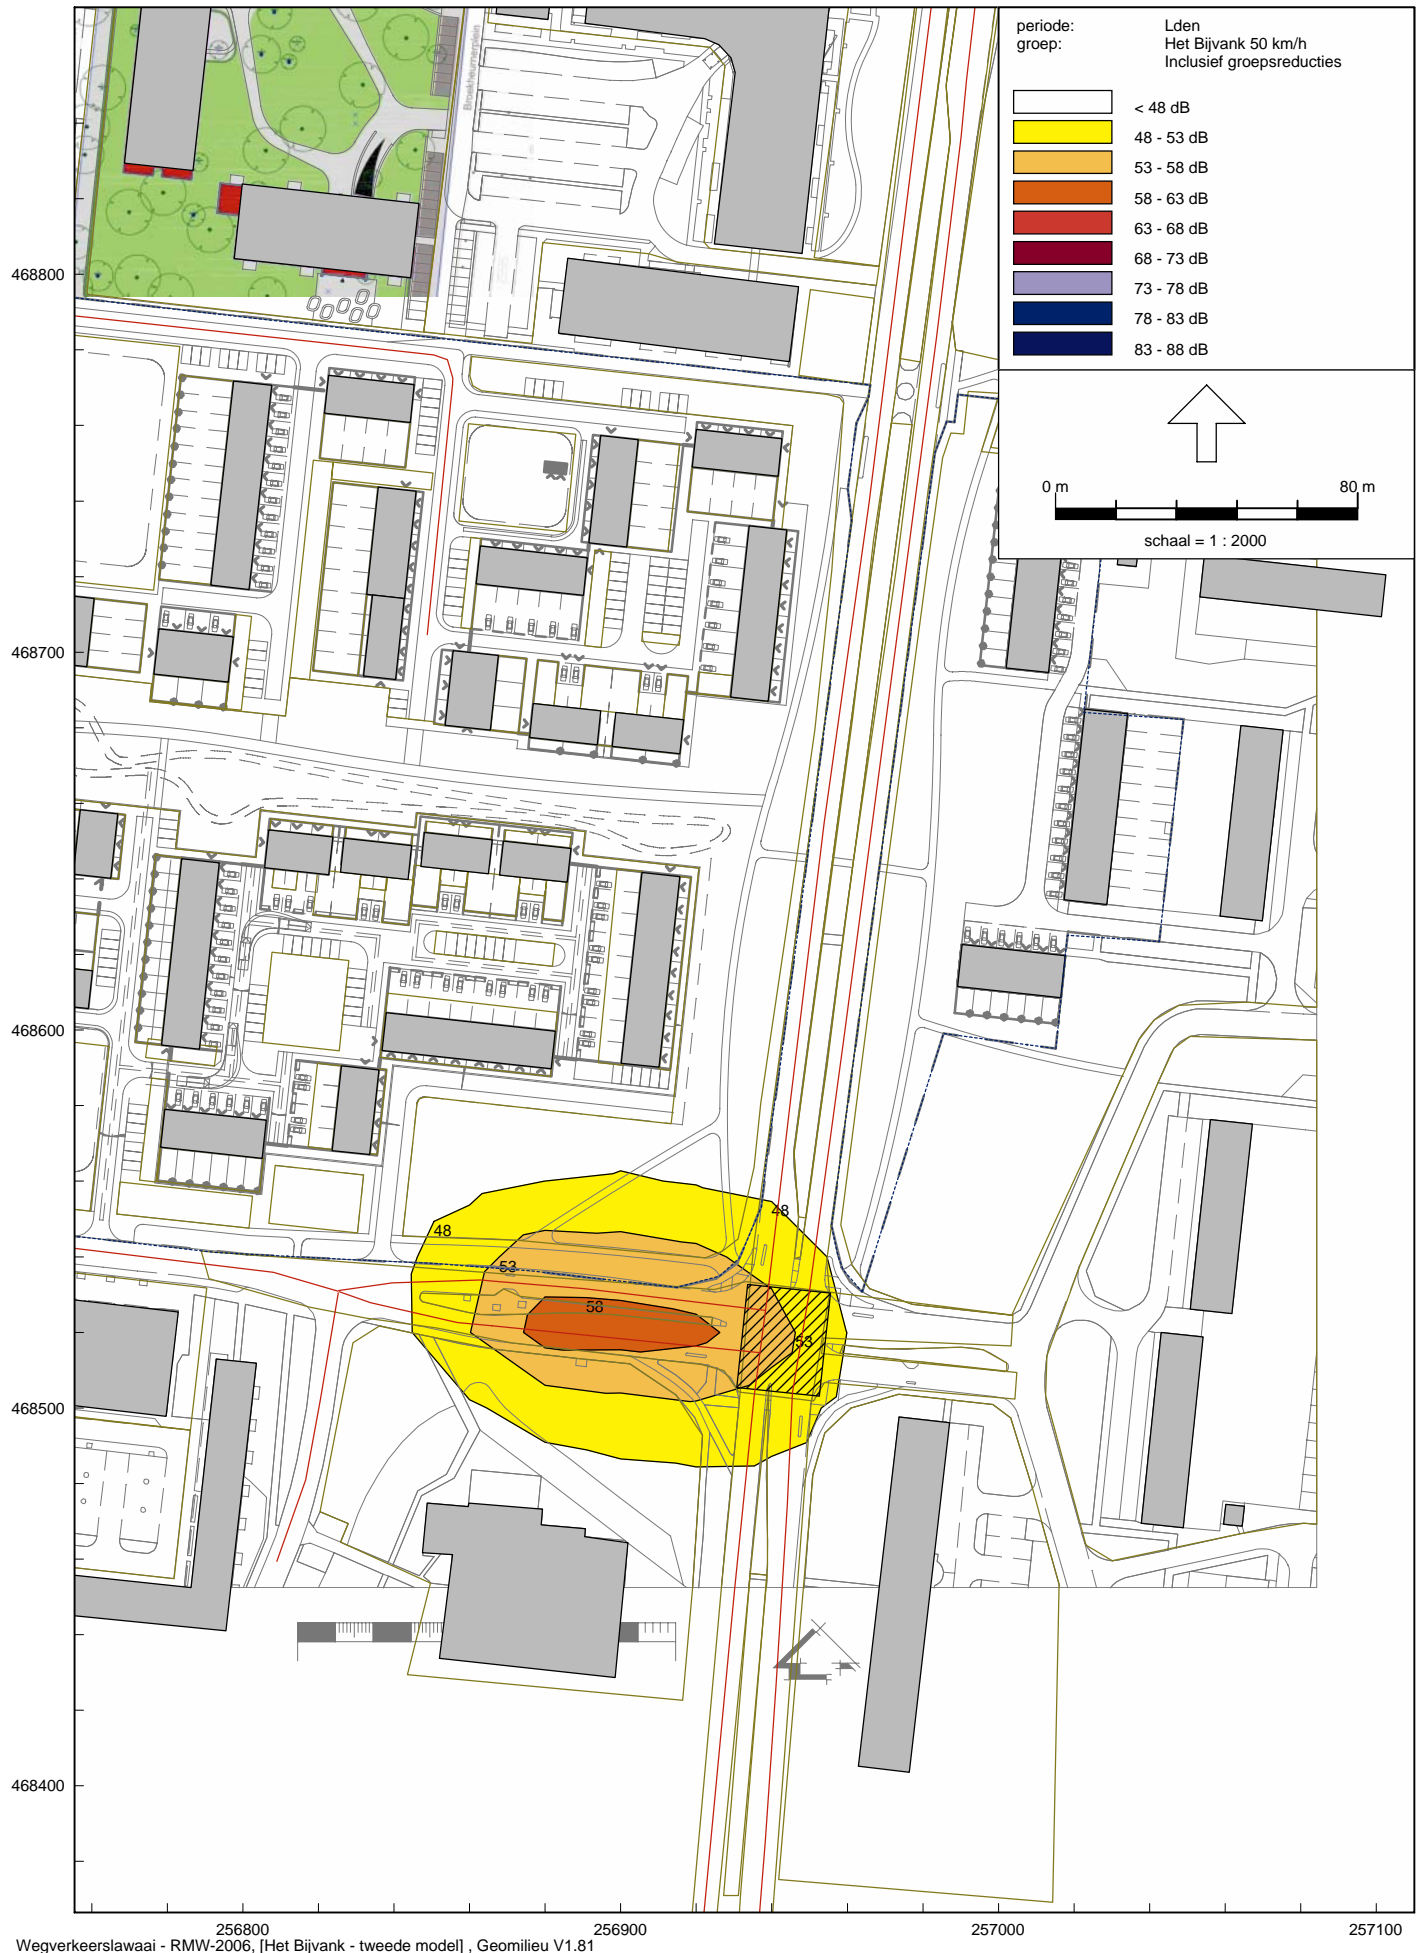 periode: Lden
groep: Het Bijvank 50 km/h
Inclusief groepsreducties
< 48 dB
48 - 53 dB
53 - 58 dB
58 - 63 dB
63 - 68 dB
68 - 73 dB
73 - 78 dB
78 - 83 dB
83 - 88 dB
0 m 80 m
schaal = 1 : 2000
Broekheurnerplein
468800
468700
468600
48
48
53
58
53
468500
468400
256800 256900 257000 257100
Wegverkeerslawaai - RMW-2006, [Het Bijvank - tweede model] , Geomilieu V1.81